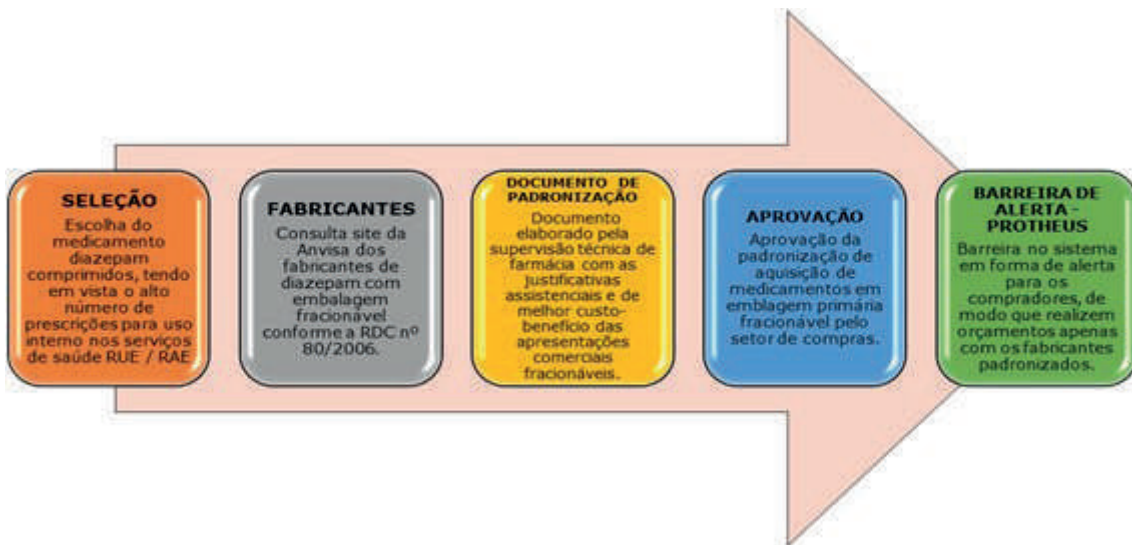 SELEÇÃO
Escolha do
medicamento
diazepam
comprimidos, tendo
em vista o alto
número de
prescrições para uso
interno nos serviços
de saúde RUE / RAE
FABRICANTES
Consulta site da
Anvisa dos
fabricantes de
diazepam com
embalagem
fracionável
conforme a RDC nº
80/2006.
DOCUMENTO DE
PADRONIZAÇÃO
Documento
elaborado pela
supervisão técnica de
farmácia com as
justificativas
assistenciais e de
melhor custo-
benefício das
apresentações
comerciais
fracionáveis.
APROVAÇÃO
Aprovação da
padronização de
aquisição de
medicamentos em
emblagem primária
fracionável pelo
setor de compras.
BARREIRA DE
ALERTA -
PROTHEUS
Barreira no sistema
em forma de alerta
para os
compradores, de
modo que realizem
orçamentos apenas
com os fabricantes
padronizados.